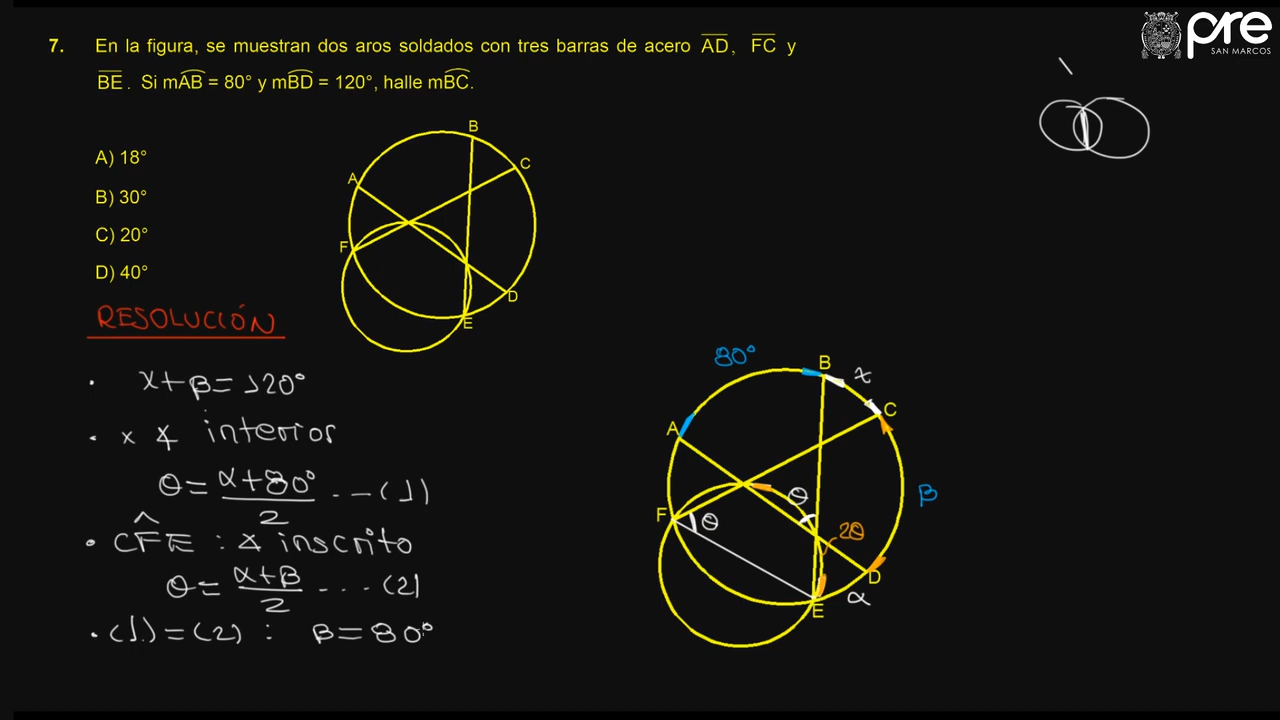 pre
SAN MARCOS
7. En la figura, se muestran dos aros soldados con tres barras de acero AD, FC y
BE. Si mAB = 80° y mBD = 120°, halle mBC.
A) 18°
B) 30°
C) 20°
D) 40°
B
C
A
F
D
E
RESOLUCIÓN
• x+β=120°
• x ∡ interior
θ=α+80°/2 ...(1)
• CFE : ∡ inscrito
θ=α+β/2 ...(2)
• (1)=(2) : β=80°
80°
B
x
C
A
θ
β
F
θ
2θ
D
E
α